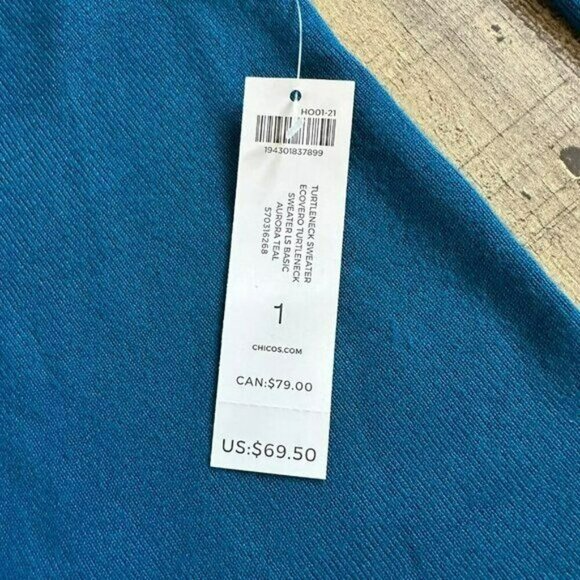 HO01-21
194301837899
TURTLENECK SWEATER
ECOVERO TURTLENECK
SWEATER LS BASIC
AURORA TEAL
570316268
1
CHICOS.COM
CAN:$79.00
US:$69.50